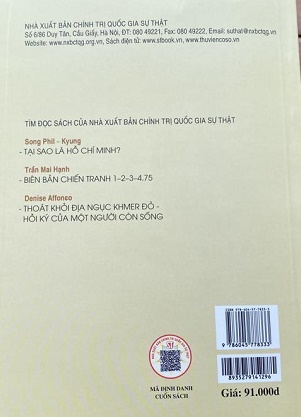 NHÀ XUẤT BẢN CHÍNH TRỊ QUỐC GIA SỰ THẬT
Số 6/86 Duy Tân, Cầu Giấy, Hà Nội, ĐT: 080 49221, Fax: 080 49222, Email: suthat@nxbctqg.vn,
Website: www.nxbctqg.org.vn, Sách điện tử: www.stbook.vn, www.thuviencoso.vn
TÌM ĐỌC SÁCH CỦA NHÀ XUẤT BẢN CHÍNH TRỊ QUỐC GIA SỰ THẬT
Song Phil - Kyung
- TẠI SAO LÀ HỒ CHÍ MINH?
Trần Mai Hạnh
- BIÊN BẢN CHIẾN TRANH 1-2-3-4.75
Denise Affonco
- THOÁT KHỎI ĐỊA NGỤC KHMER ĐỎ -
HỒI KÝ CỦA MỘT NGƯỜI CÒN SỐNG
9 786045 778333
8935279141296
MÃ ĐỊNH DANH
CUỐN SÁCH
Giá: 91.000đ